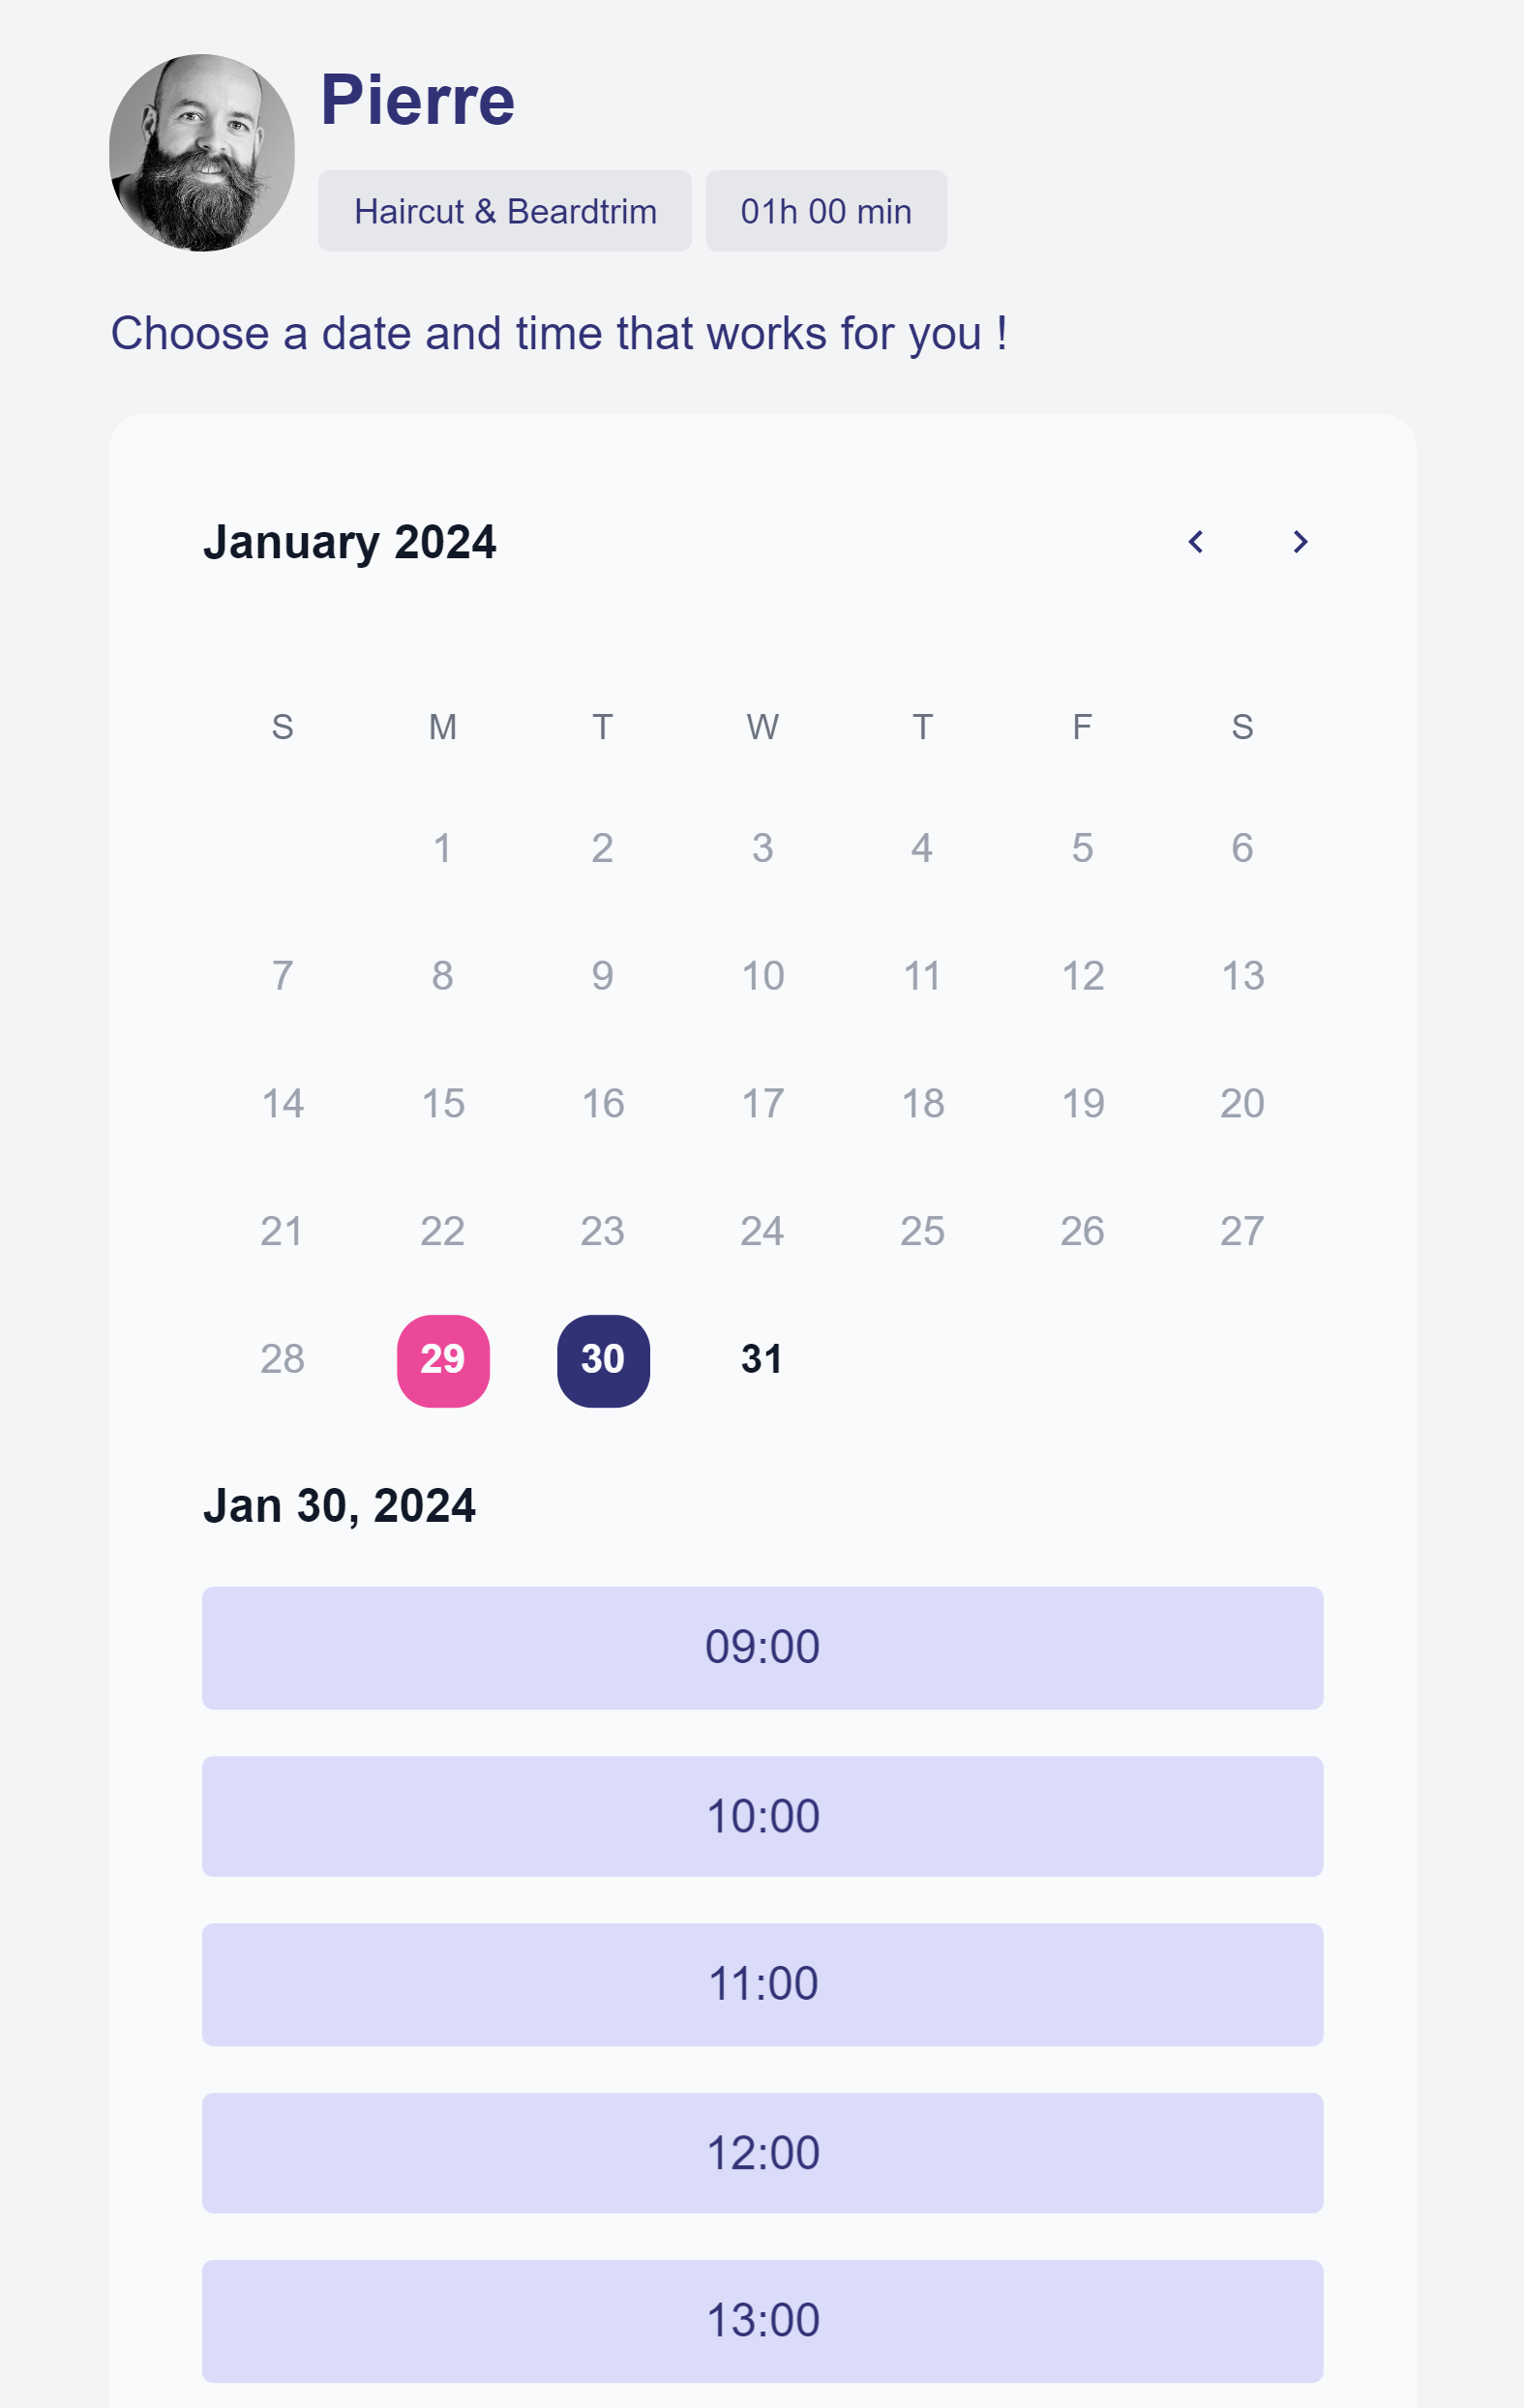 Pierre
Haircut & Beardtrim 01h 00 min
Choose a date and time that works for you !
January 2024
S M T W T F S
1 2 3 4 5 6
7 8 9 10 11 12 13
14 15 16 17 18 19 20
21 22 23 24 25 26 27
28 29 30 31
Jan 30, 2024
09:00
10:00
11:00
12:00
13:00